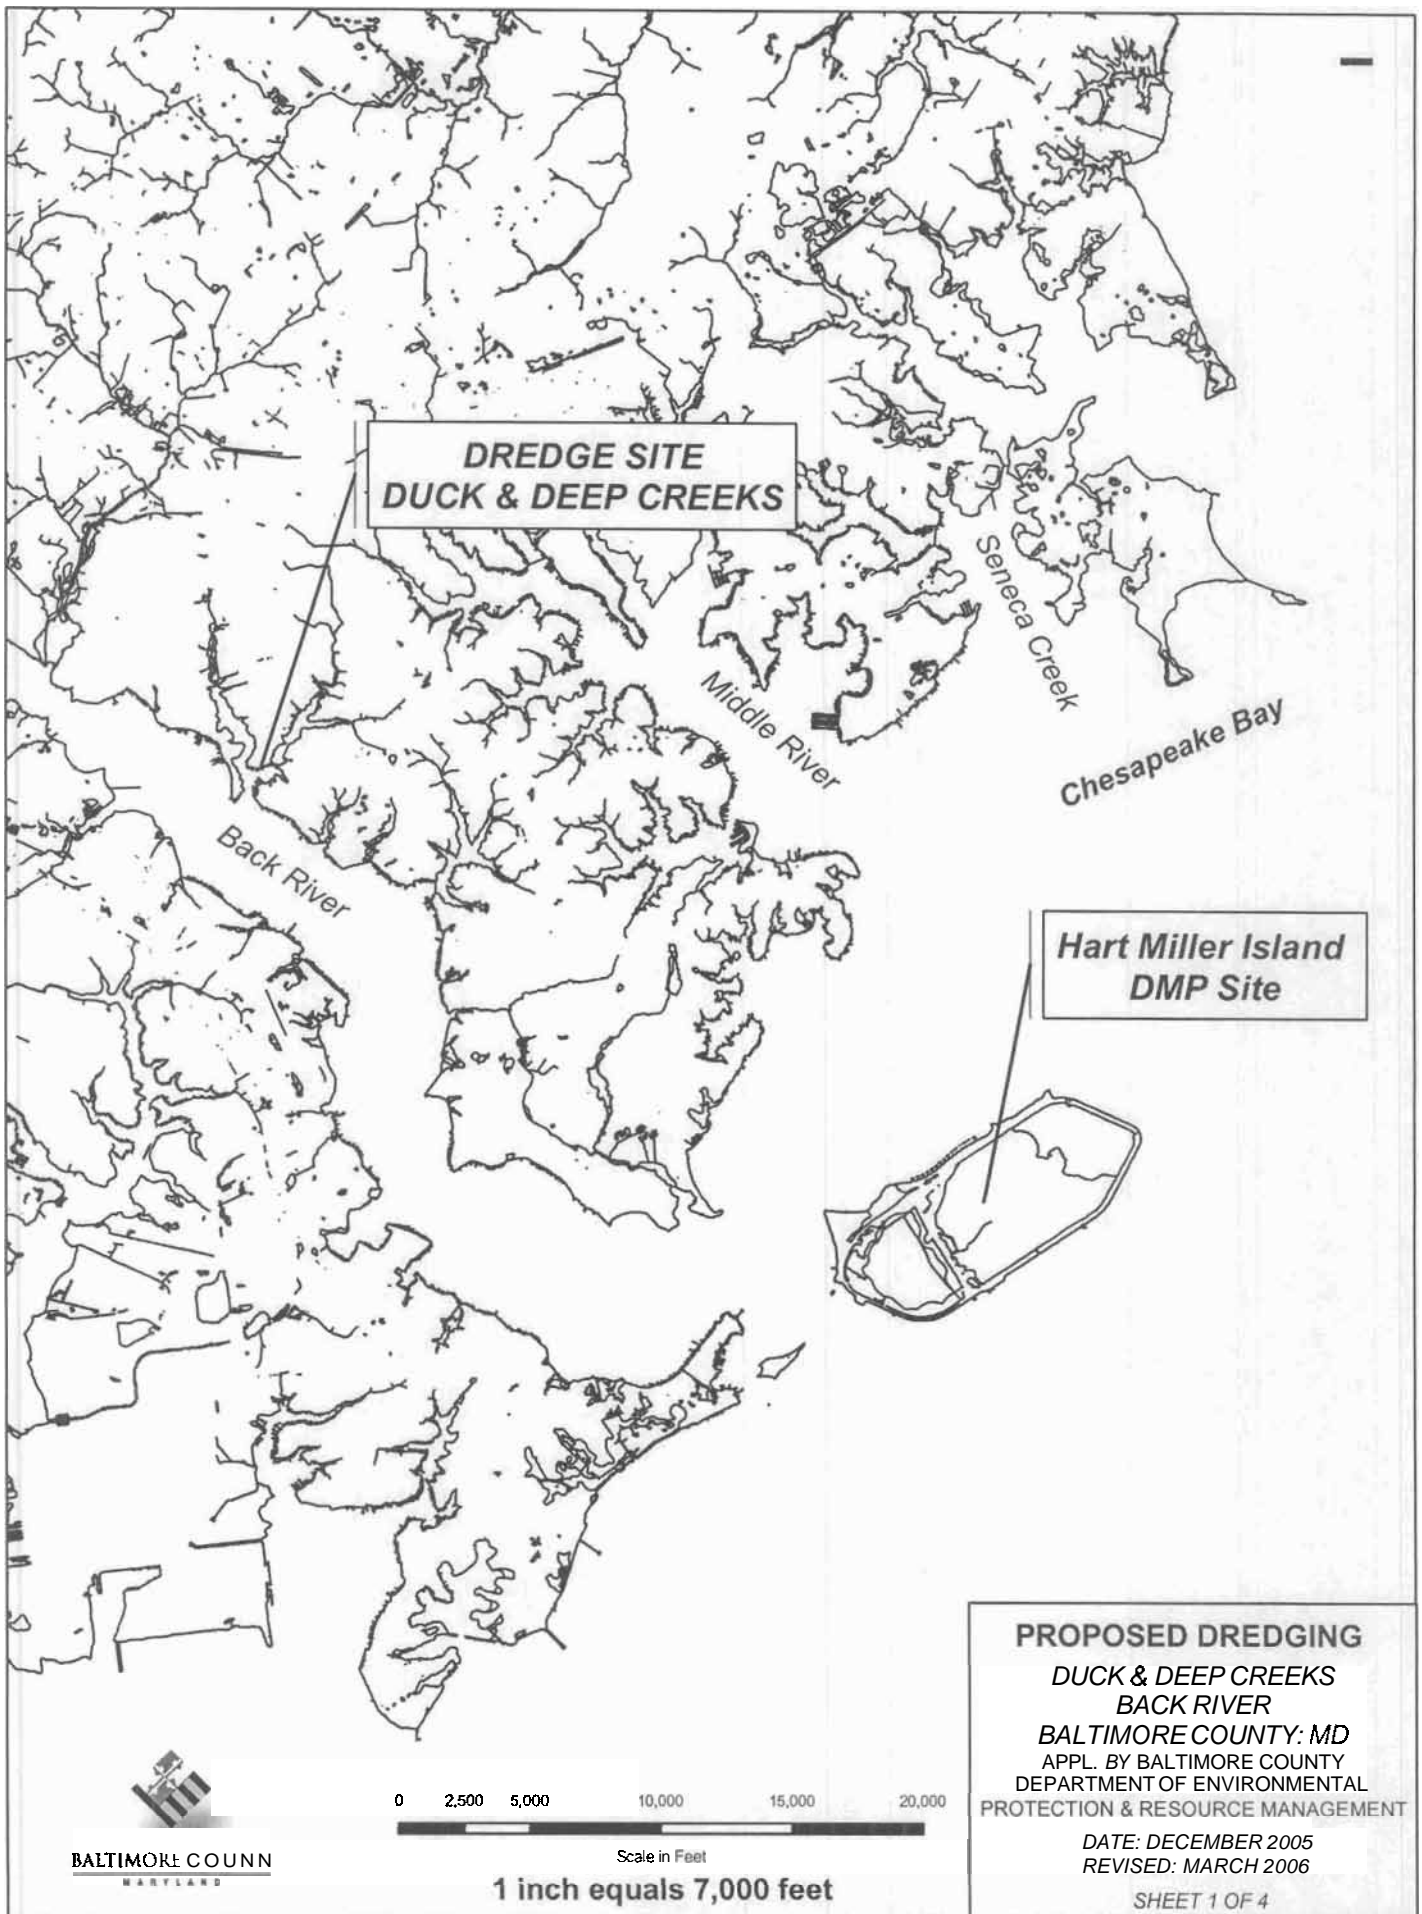 DREDGE SITE
DUCK & DEEP CREEKS
Seneca Creek
Middle River
Chesapeake Bay
Back River
Hart Miller Island
DMP Site
PROPOSED DREDGING
DUCK & DEEP CREEKS
BACK RIVER
BALTIMORE COUNTY: MD
APPL. BY BALTIMORE COUNTY
DEPARTMENT OF ENVIRONMENTAL
PROTECTION & RESOURCE MANAGEMENT
DATE: DECEMBER 2005
REVISED: MARCH 2006
SHEET 1 OF 4
0 2,500 5,000 10,000 15,000 20,000
Scale in Feet
1 inch equals 7,000 feet
BALTIMORE COUNN
MARYLAND